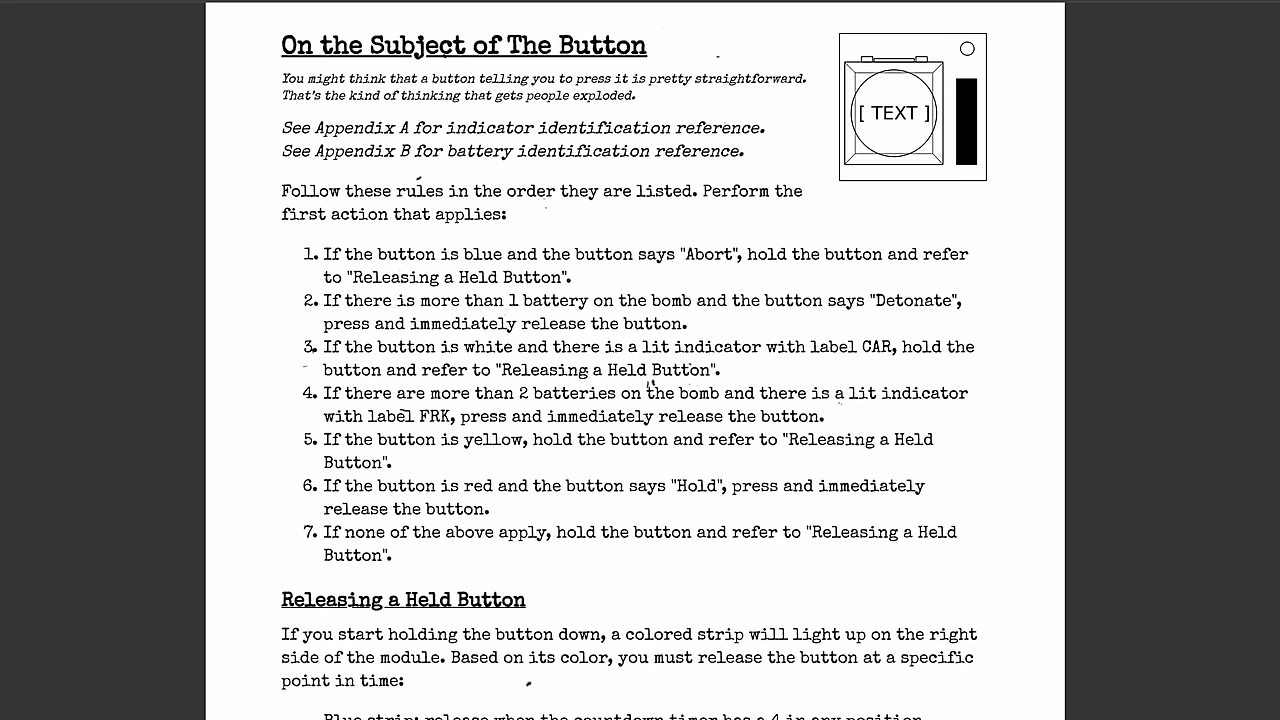 On the Subject of The Button
You might think that a button telling you to press it is pretty straightforward.
That's the kind of thinking that gets people exploded.
[ TEXT ]
See Appendix A for indicator identification reference.
See Appendix B for battery identification reference.
Follow these rules in the order they are listed. Perform the
first action that applies:
1. If the button is blue and the button says "Abort", hold the button and refer
to "Releasing a Held Button".
2. If there is more than 1 battery on the bomb and the button says "Detonate",
press and immediately release the button.
3. If the button is white and there is a lit indicator with label CAR, hold the
button and refer to "Releasing a Held Button".
4. If there are more than 2 batteries on the bomb and there is a lit indicator
with label FRK, press and immediately release the button.
5. If the button is yellow, hold the button and refer to "Releasing a Held
Button".
6. If the button is red and the button says "Hold", press and immediately
release the button.
7. If none of the above apply, hold the button and refer to "Releasing a Held
Button".
Releasing a Held Button
If you start holding the button down, a colored strip will light up on the right
side of the module. Based on its color, you must release the button at a specific
point in time:
Blue strip: release when the countdown timer has a 4 in any position